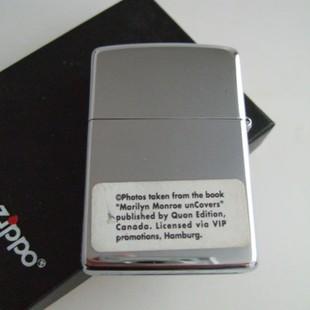 ©Photos taken from the book
"Marilyn Monroe unCovers"
published by Quon Edition,
Canada. Licensed via VIP
promotions, Hamburg.
Zippo®